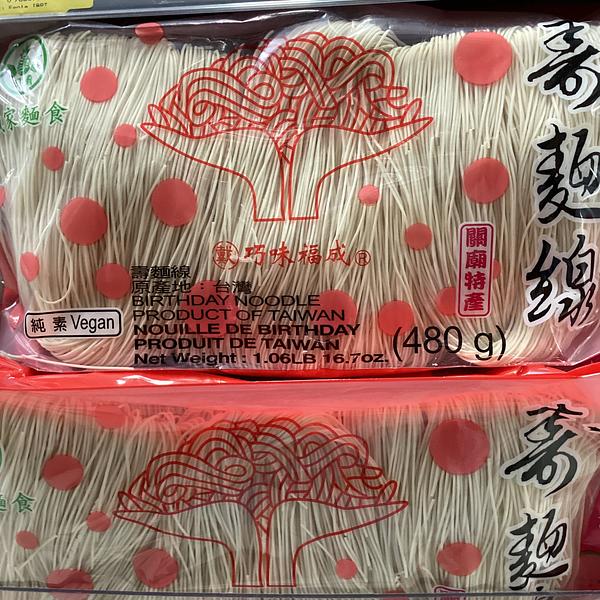 家麵食
壽麵線
戴 巧味福成®
關廟特產
壽麵線
原產地：台灣
BIRTHDAY NOODLE
PRODUCT OF TAIWAN
NOUILLE DE BIRTHDAY
PRODUIT DE TAIWAN
Net Weight : 1.06LB 16.7oz. (480 g)
純素 Vegan
麵食
壽麵